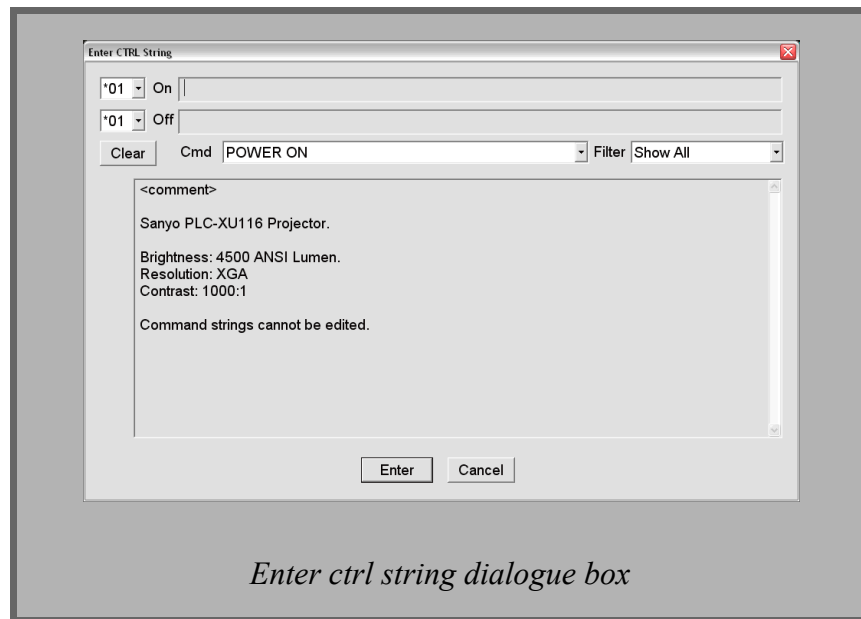 Enter CTRL String
*01 On
*01 Off
Clear Cmd POWER ON Filter Show All
<comment>
Sanyo PLC-XU116 Projector.
Brightness: 4500 ANSI Lumen.
Resolution: XGA
Contrast: 1000:1
Command strings cannot be edited.
Enter Cancel
Enter ctrl string dialogue box